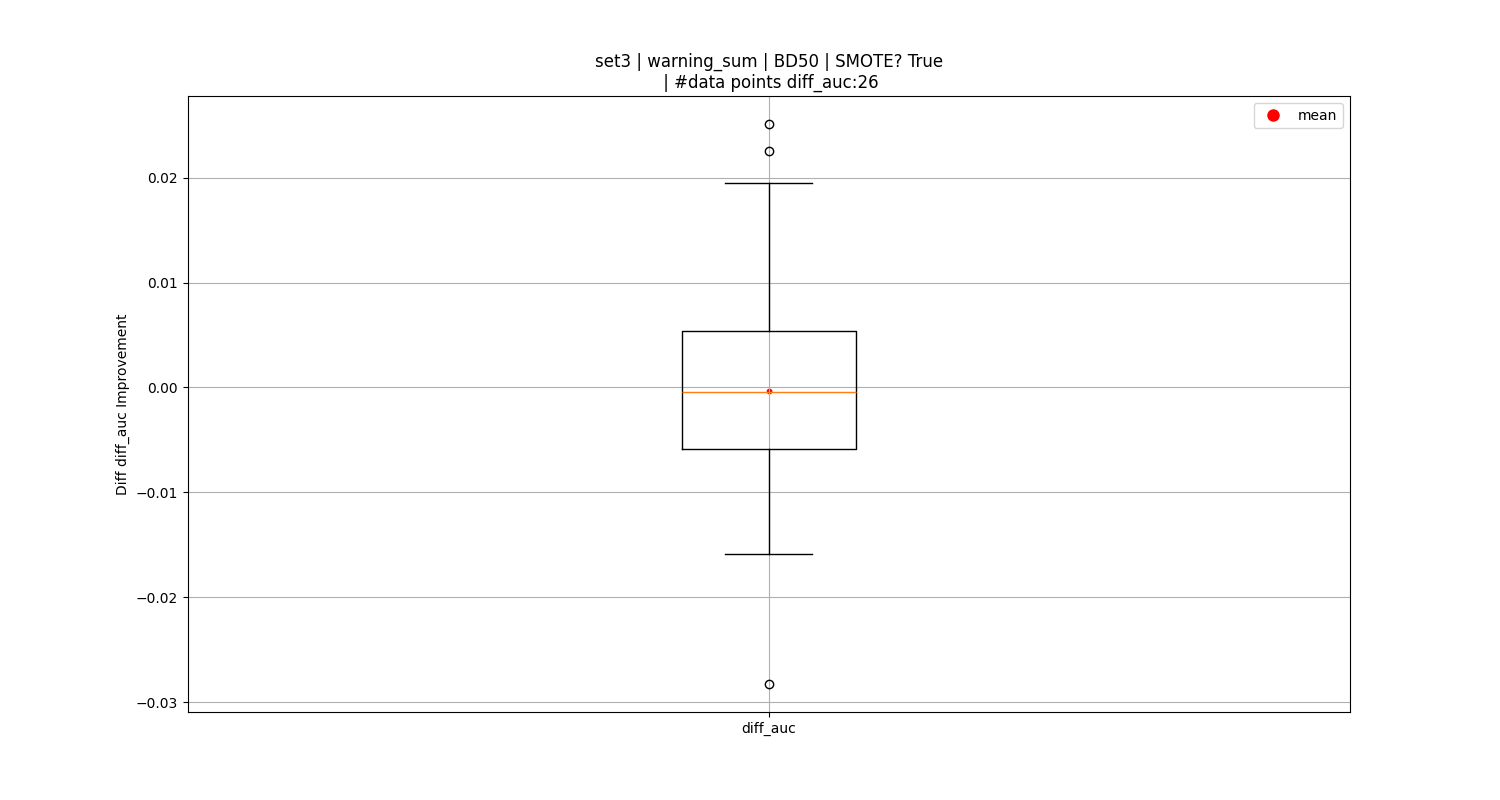 set3 | warning_sum | BD50 | SMOTE? True
| #data points diff_auc:26
mean
Diff diff_auc Improvement
0.02
0.01
0.00
−0.01
−0.02
−0.03
diff_auc